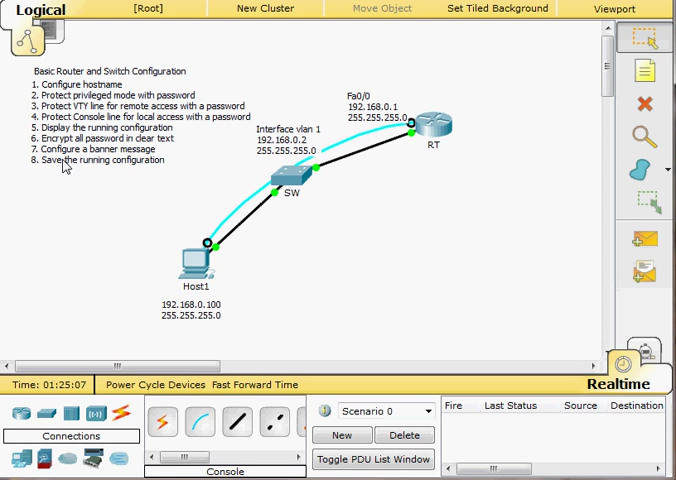 Logical
[Root]
New Cluster
Move Object
Set Tiled Background
Viewport
Basic Router and Switch Configuration
1. Configure hostname
2. Protect privileged mode with password
3. Protect VTY line for remote access with a password
4. Protect Console line for local access with a password
5. Display the running configuration
6. Encrypt all password in clear text
7. Configure a banner message
8. Save the running configuration
Fa0/0
192.168.0.1
255.255.255.0
RT
Interface vlan 1
192.168.0.2
255.255.255.0
SW
Host1
192.168.0.100
255.255.255.0
Time: 01:25:07
Power Cycle Devices
Fast Forward Time
Realtime
Connections
Console
Scenario 0
New
Delete
Toggle PDU List Window
Fire
Last Status
Source
Destination